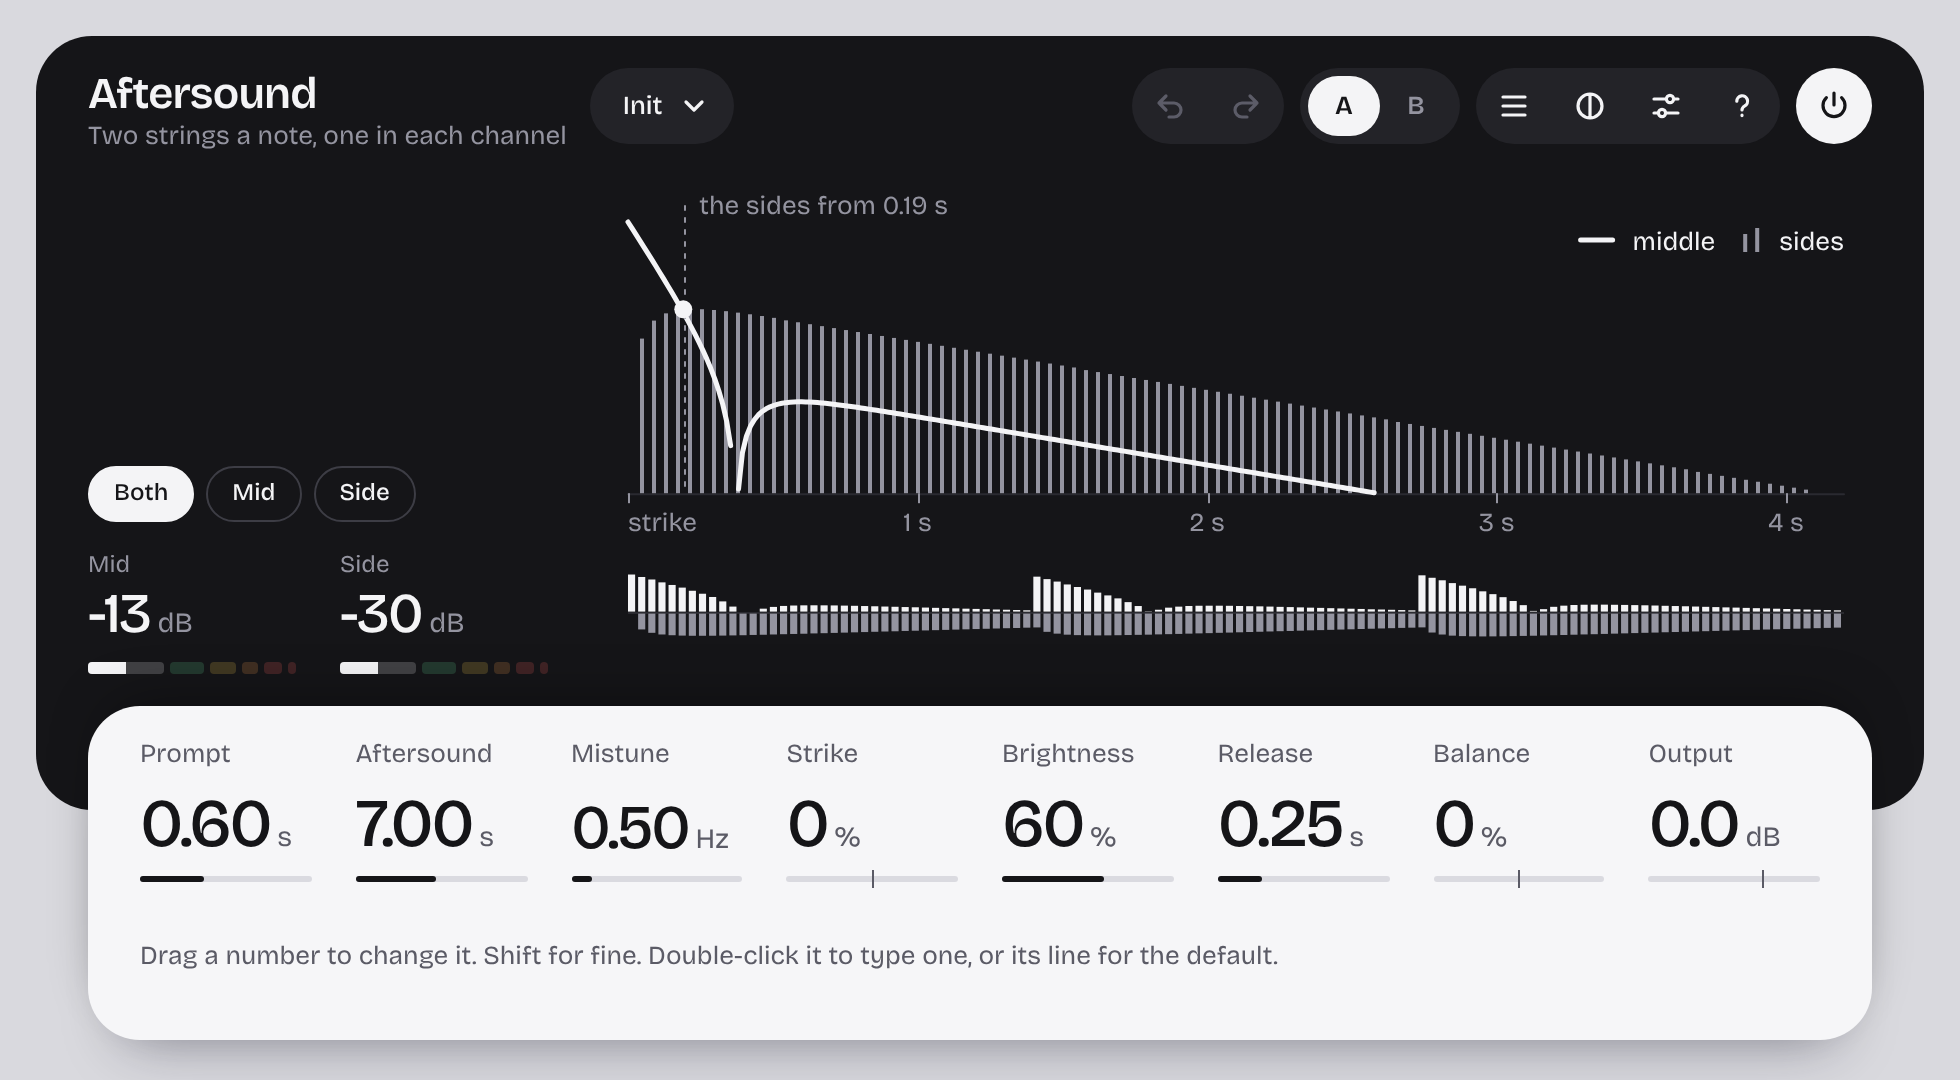 Aftersound
Two strings a note, one in each channel
Init
A
B
?
the sides from 0.19 s
middle
sides
Both
Mid
Side
strike
1 s
2 s
3 s
4 s
Mid
Side
-13 dB
-30 dB
Prompt
Aftersound
Mistune
Strike
Brightness
Release
Balance
Output
0.60 s
7.00 s
0.50 Hz
0 %
60 %
0.25 s
0 %
0.0 dB
Drag a number to change it. Shift for fine. Double-click it to type one, or its line for the default.